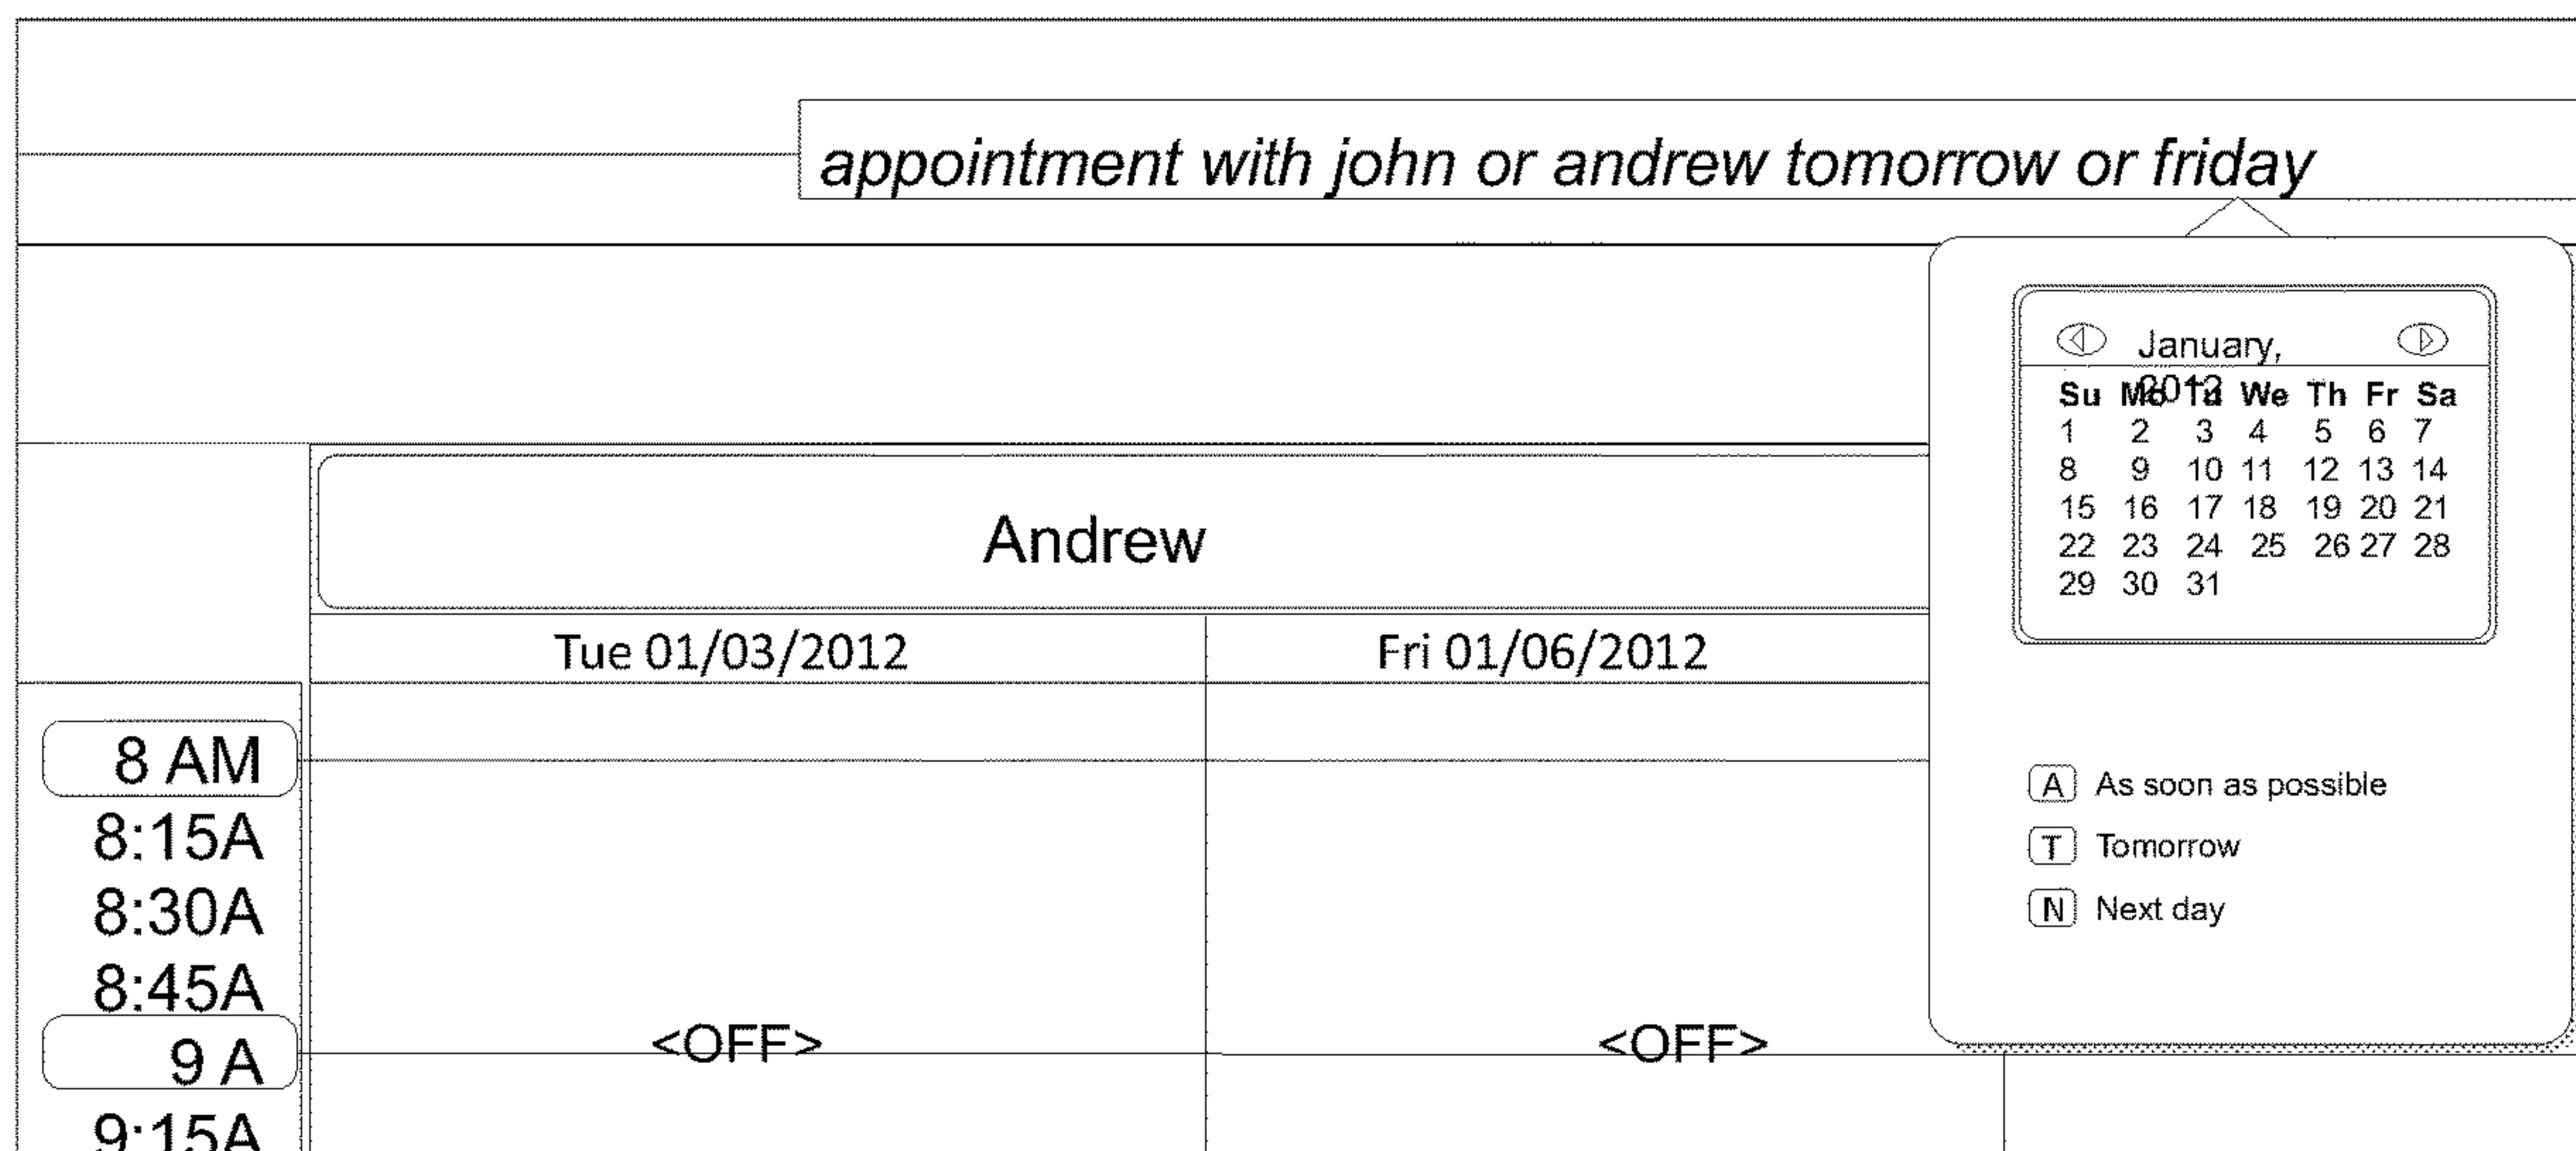 appointment with john or andrew tomorrow or friday
January,
2012
Su Mo Tu We Th Fr Sa
1 2 3 4 5 6 7
8 9 10 11 12 13 14
15 16 17 18 19 20 21
22 23 24 25 26 27 28
29 30 31
A As soon as possible
T Tomorrow
N Next day
Andrew
Tue 01/03/2012 Fri 01/06/2012
8 AM
8:15A
8:30A
8:45A
9 A <OFF> <OFF>
9:15A